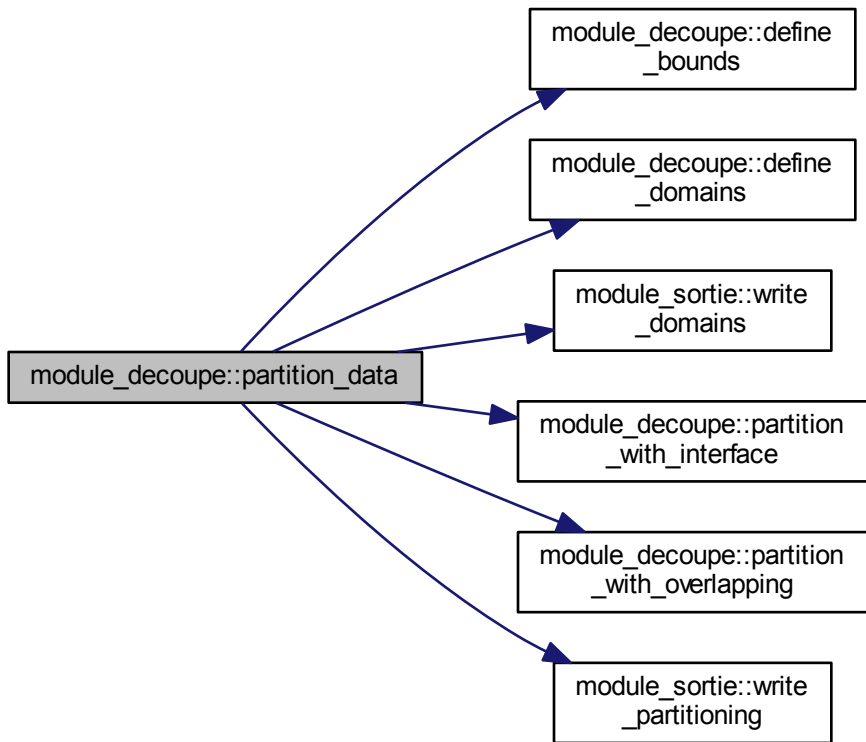 module_decoupe::define
_bounds
module_decoupe::define
_domains
module_sortie::write
_domains
module_decoupe::partition_data
module_decoupe::partition
_with_interface
module_decoupe::partition
_with_overlapping
module_sortie::write
_partitioning